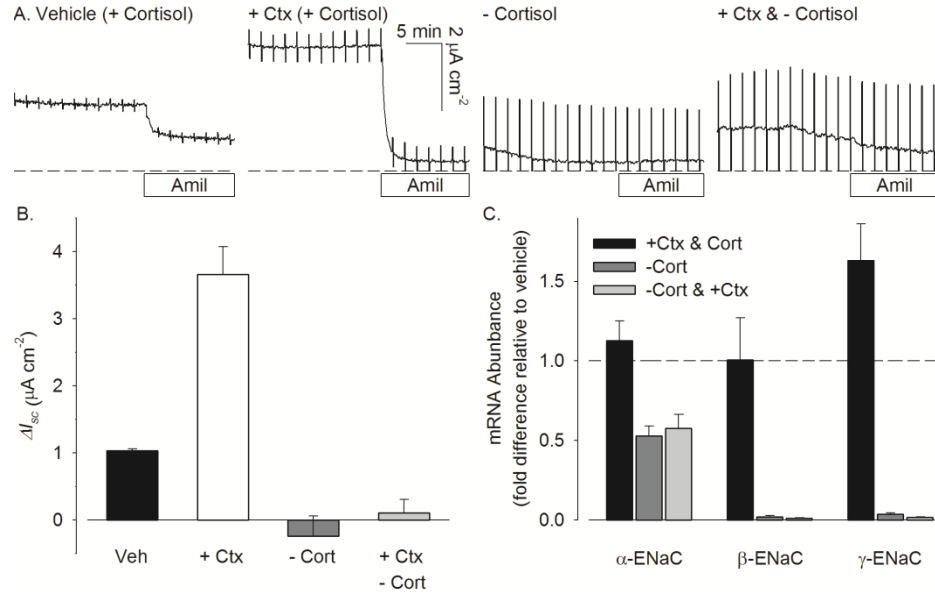 A. Vehicle (+ Cortisol)
+ Ctx (+ Cortisol)
- Cortisol
+ Ctx & - Cortisol
5 min
2 μA cm-2
Amil
Amil
Amil
Amil
B.
ΔIsc (μA cm-2)
4
3
2
1
0
Veh
+ Ctx
- Cort
+ Ctx
- Cort
C.
mRNA Abunbance
(fold difference relative to vehicle)
1.5
1.0
0.5
0.0
+Ctx & Cort
-Cort
-Cort & +Ctx
α-ENaC
β-ENaC
γ-ENaC